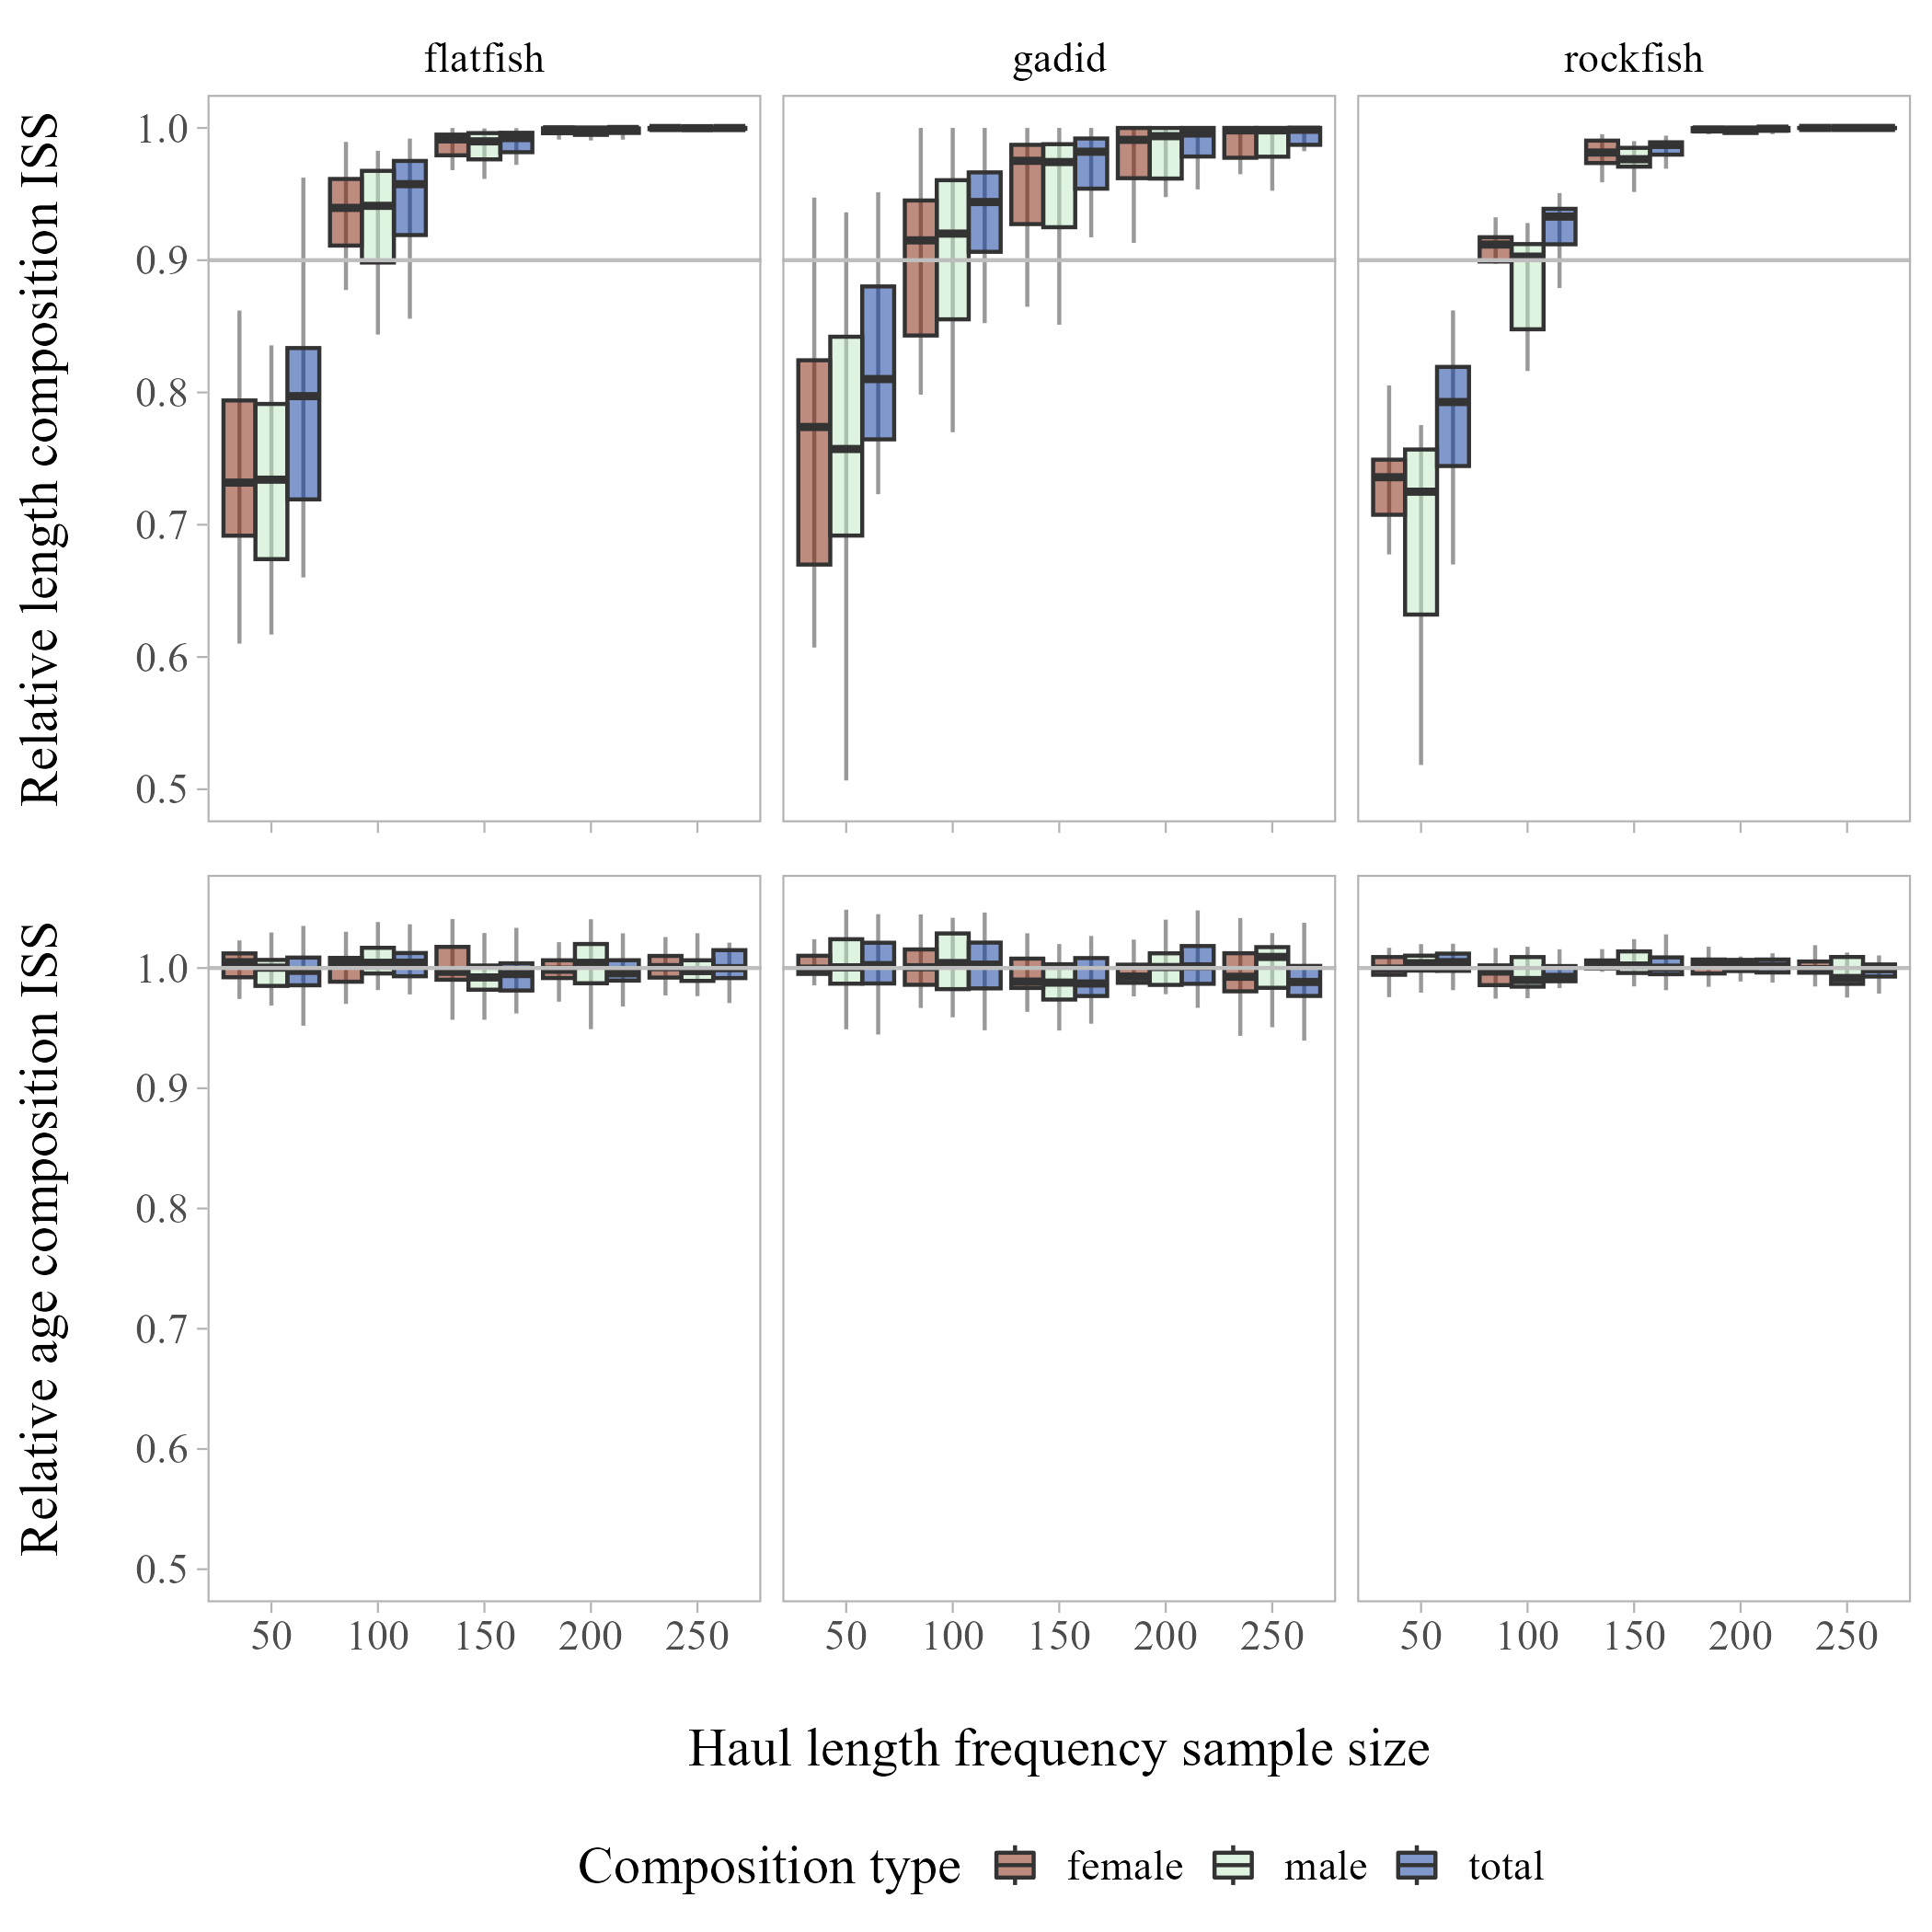 flatfish gadid rockfish
Relative length composition ISS
1.0
0.9
0.8
0.7
0.6
0.5
Relative age composition ISS
1.0
0.9
0.8
0.7
0.6
0.5
50 100 150 200 250 50 100 150 200 250 50 100 150 200 250
Haul length frequency sample size
Composition type female male total